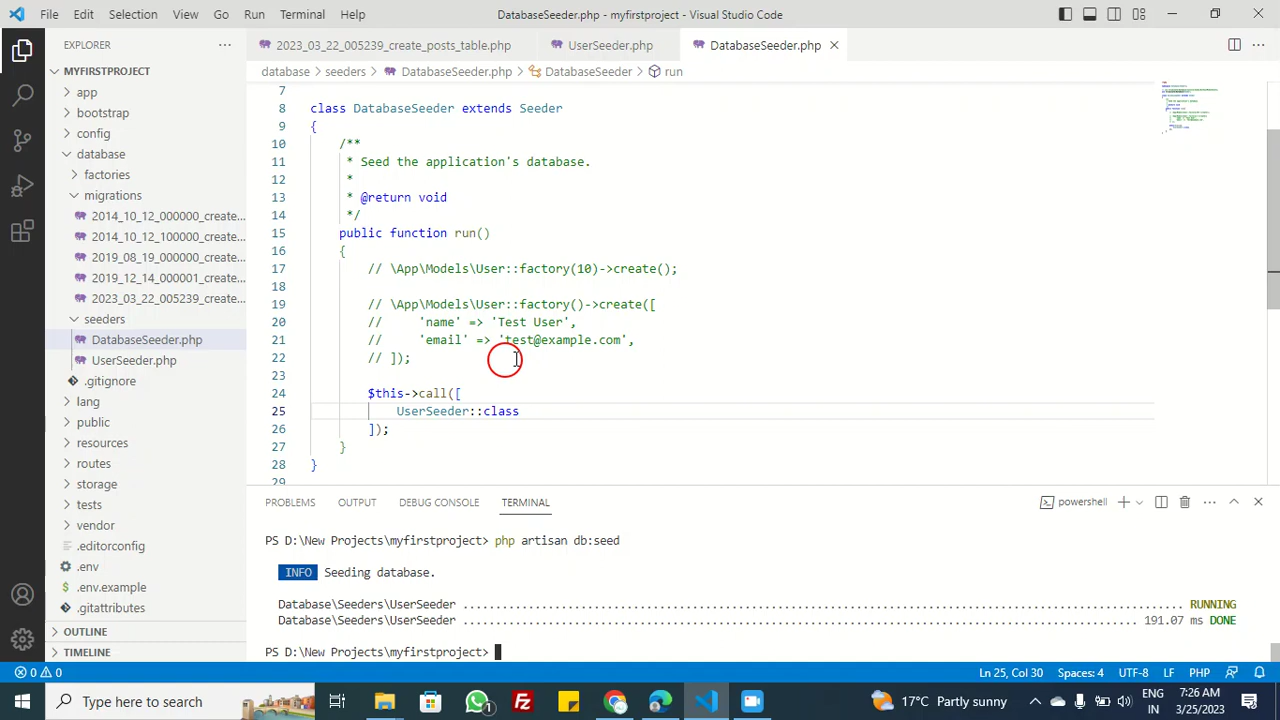 File Edit Selection View Go Run Terminal Help
DatabaseSeeder.php - myfirstproject - Visual Studio Code
EXPLORER
MYFIRSTPROJECT
app
bootstrap
config
database
factories
migrations
2014_10_12_000000_create...
2014_10_12_100000_create...
2019_08_19_000000_create...
2019_12_14_000001_create...
2023_03_22_005239_create...
seeders
DatabaseSeeder.php
UserSeeder.php
.gitignore
lang
public
resources
routes
storage
tests
vendor
.editorconfig
.env
.env.example
.gitattributes
OUTLINE
TIMELINE
2023_03_22_005239_create_posts_table.php UserSeeder.php DatabaseSeeder.php
database > seeders > DatabaseSeeder.php > DatabaseSeeder > run
7
8 class DatabaseSeeder extends Seeder
9 {
10 /**
11 * Seed the application's database.
12 *
13 * @return void
14 */
15 public function run()
16 {
17 // \App\Models\User::factory(10)->create();
18
19 // \App\Models\User::factory()->create([
20 // 'name' => 'Test User',
21 // 'email' => 'test@example.com',
22 // ]);
23
24 $this->call([
25 UserSeeder::class
26 ]);
27 }
28 }
29
PROBLEMS OUTPUT DEBUG CONSOLE TERMINAL
powershell
PS D:\New Projects\myfirstproject> php artisan db:seed
INFO Seeding database.
Database\Seeders\UserSeeder .................................................................................................... RUNNING
Database\Seeders\UserSeeder .............................................................................................. 191.07 ms DONE
PS D:\New Projects\myfirstproject>
0 0
Ln 25, Col 30 Spaces: 4 UTF-8 LF PHP
Type here to search
1
17°C Partly sunny
ENG
IN
7:26 AM
3/25/2023